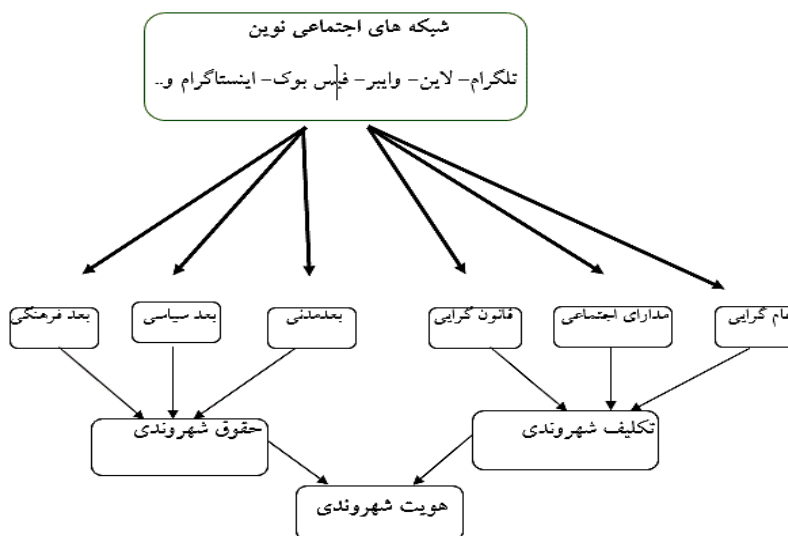 شبکه های اجتماعی نوین
تلگرام– لاین– وایبر– فیس بوک– اینستاگرام و..
گرایی
مدارای اجتماعی
قانون گرایی
بعدمدنی
بعد سیاسی
بعد فرهنگی
تکلیف شهروندی
حقوق شهروندی
هویت شهروندی